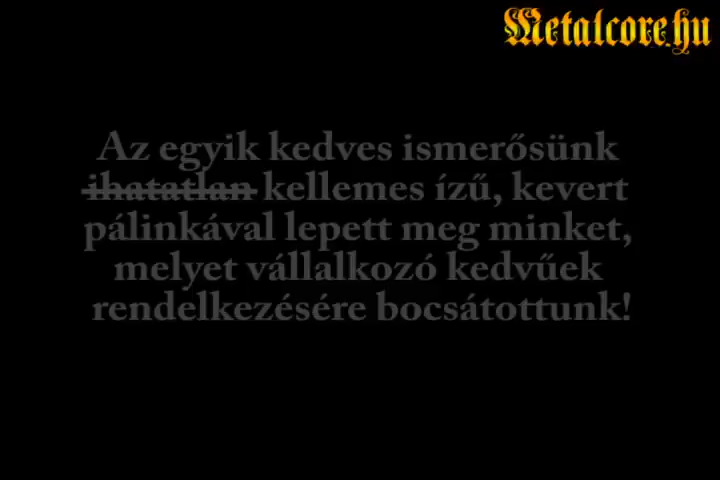 Metalcore.hu
Az egyik kedves ismerősünk
ihatatlan kellemes ízű, kevert
pálinkával lepett meg minket,
melyet vállalkozó kedvűek
rendelkezésére bocsátottunk!